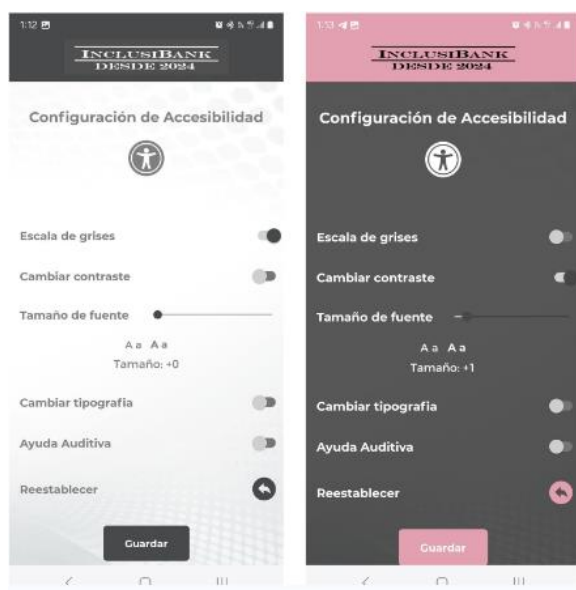 1:12
INCLUSIBANK
DESDE 2024
Configuración de Accesibilidad
Escala de grises
Cambiar contraste
Tamaño de fuente
Aa Aa
Tamaño: +0
Cambiar tipografia
Ayuda Auditiva
Reestablecer
Guardar
1:13
INCLUSIBANK
DESDE 2024
Configuración de Accesibilidad
Escala de grises
Cambiar contraste
Tamaño de fuente
Aa Aa
Tamaño: +1
Cambiar tipografia
Ayuda Auditiva
Reestablecer
Guardar